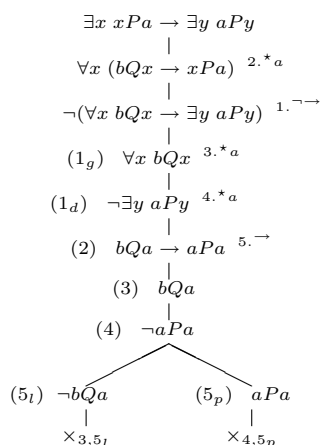 ∃x xPa → ∃y aPy
∀x (bQx → xPa) 2.⋆a
¬(∀x bQx → ∃y aPy) 1.¬→
(1g) ∀x bQx 3.⋆a
(1d) ¬∃y aPy 4.⋆a
(2) bQa → aPa 5.→
(3) bQa
(4) ¬aPa
(5l) ¬bQa (5p) aPa
×3,5l ×4,5p